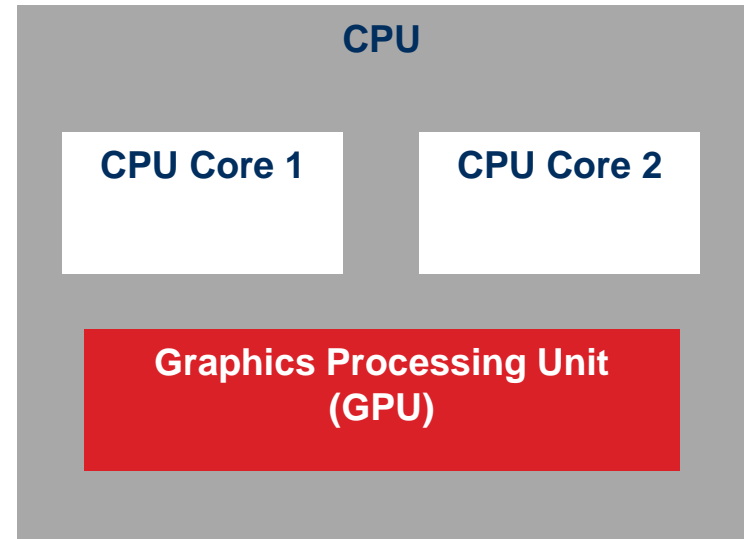 CPU
CPU Core 1
CPU Core 2
Graphics Processing Unit
(GPU)